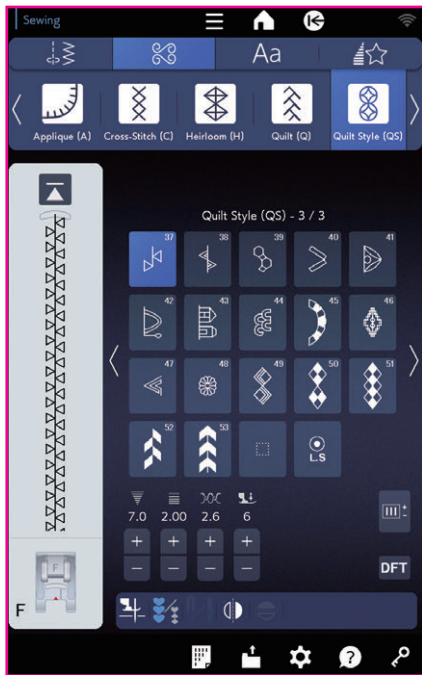 Sewing
Aa
Applique (A) Cross-Stitch (C) Heirloom (H) Quilt (Q) Quilt Style (QS)
Quilt Style (QS) - 3 / 3
37 38 39 40 41
42 43 44 45 46
47 48 49 50 51
52 53
L.S
7.0 2.00 2.6 6
+ + + +
- - - -
DFT
F
F
?